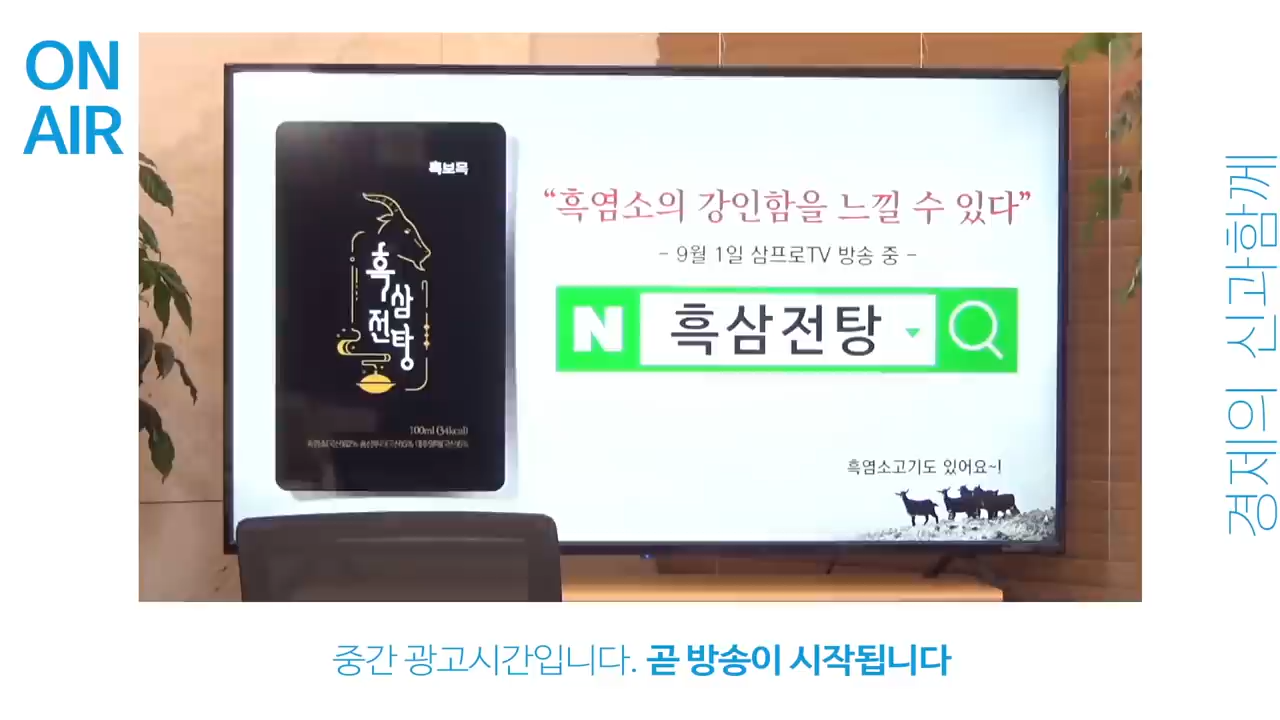 ON
AIR
흑보목
흑삼전탕
100ml (34kcal)
“흑염소의 강인함을 느낄 수 있다”
- 9월 1일 삼프로TV 방송 중 -
N 흑삼전탕
흑염소고기도 있어요~!
경제의 신과함께
중간 광고시간입니다. 곧 방송이 시작됩니다